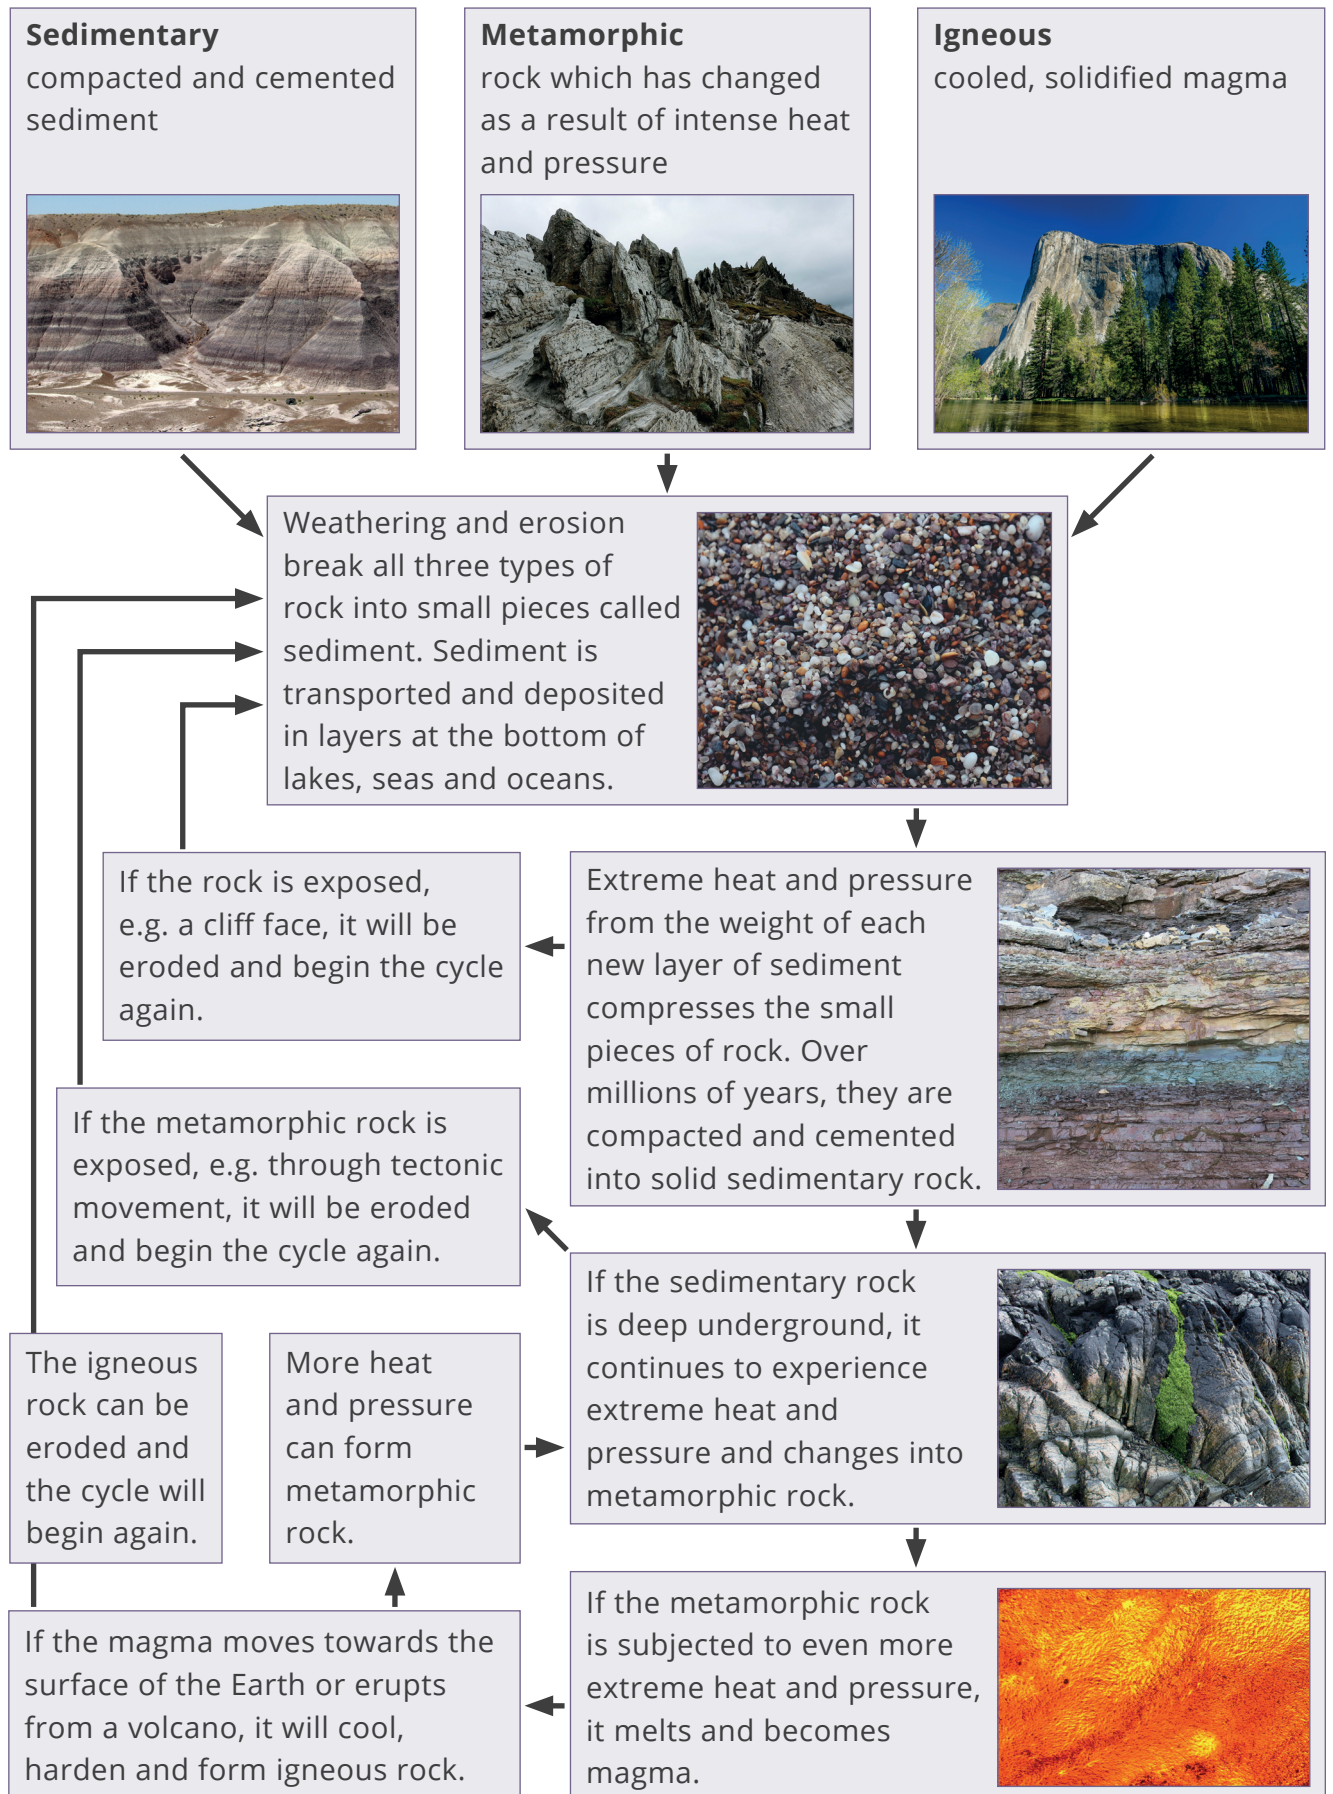 Sedimentary
compacted and cemented
sediment
Metamorphic
rock which has changed
as a result of intense heat
and pressure
Igneous
cooled, solidified magma
Weathering and erosion
break all three types of
rock into small pieces called
sediment. Sediment is
transported and deposited
in layers at the bottom of
lakes, seas and oceans.
If the rock is exposed,
e.g. a cliff face, it will be
eroded and begin the cycle
again.
Extreme heat and pressure
from the weight of each
new layer of sediment
compresses the small
pieces of rock. Over
millions of years, they are
compacted and cemented
into solid sedimentary rock.
If the metamorphic rock is
exposed, e.g. through tectonic
movement, it will be eroded
and begin the cycle again.
If the sedimentary rock
is deep underground, it
continues to experience
extreme heat and
pressure and changes into
metamorphic rock.
The igneous
rock can be
eroded and
the cycle will
begin again.
More heat
and pressure
can form
metamorphic
rock.
If the magma moves towards the
surface of the Earth or erupts
from a volcano, it will cool,
harden and form igneous rock.
If the metamorphic rock
is subjected to even more
extreme heat and pressure,
it melts and becomes
magma.